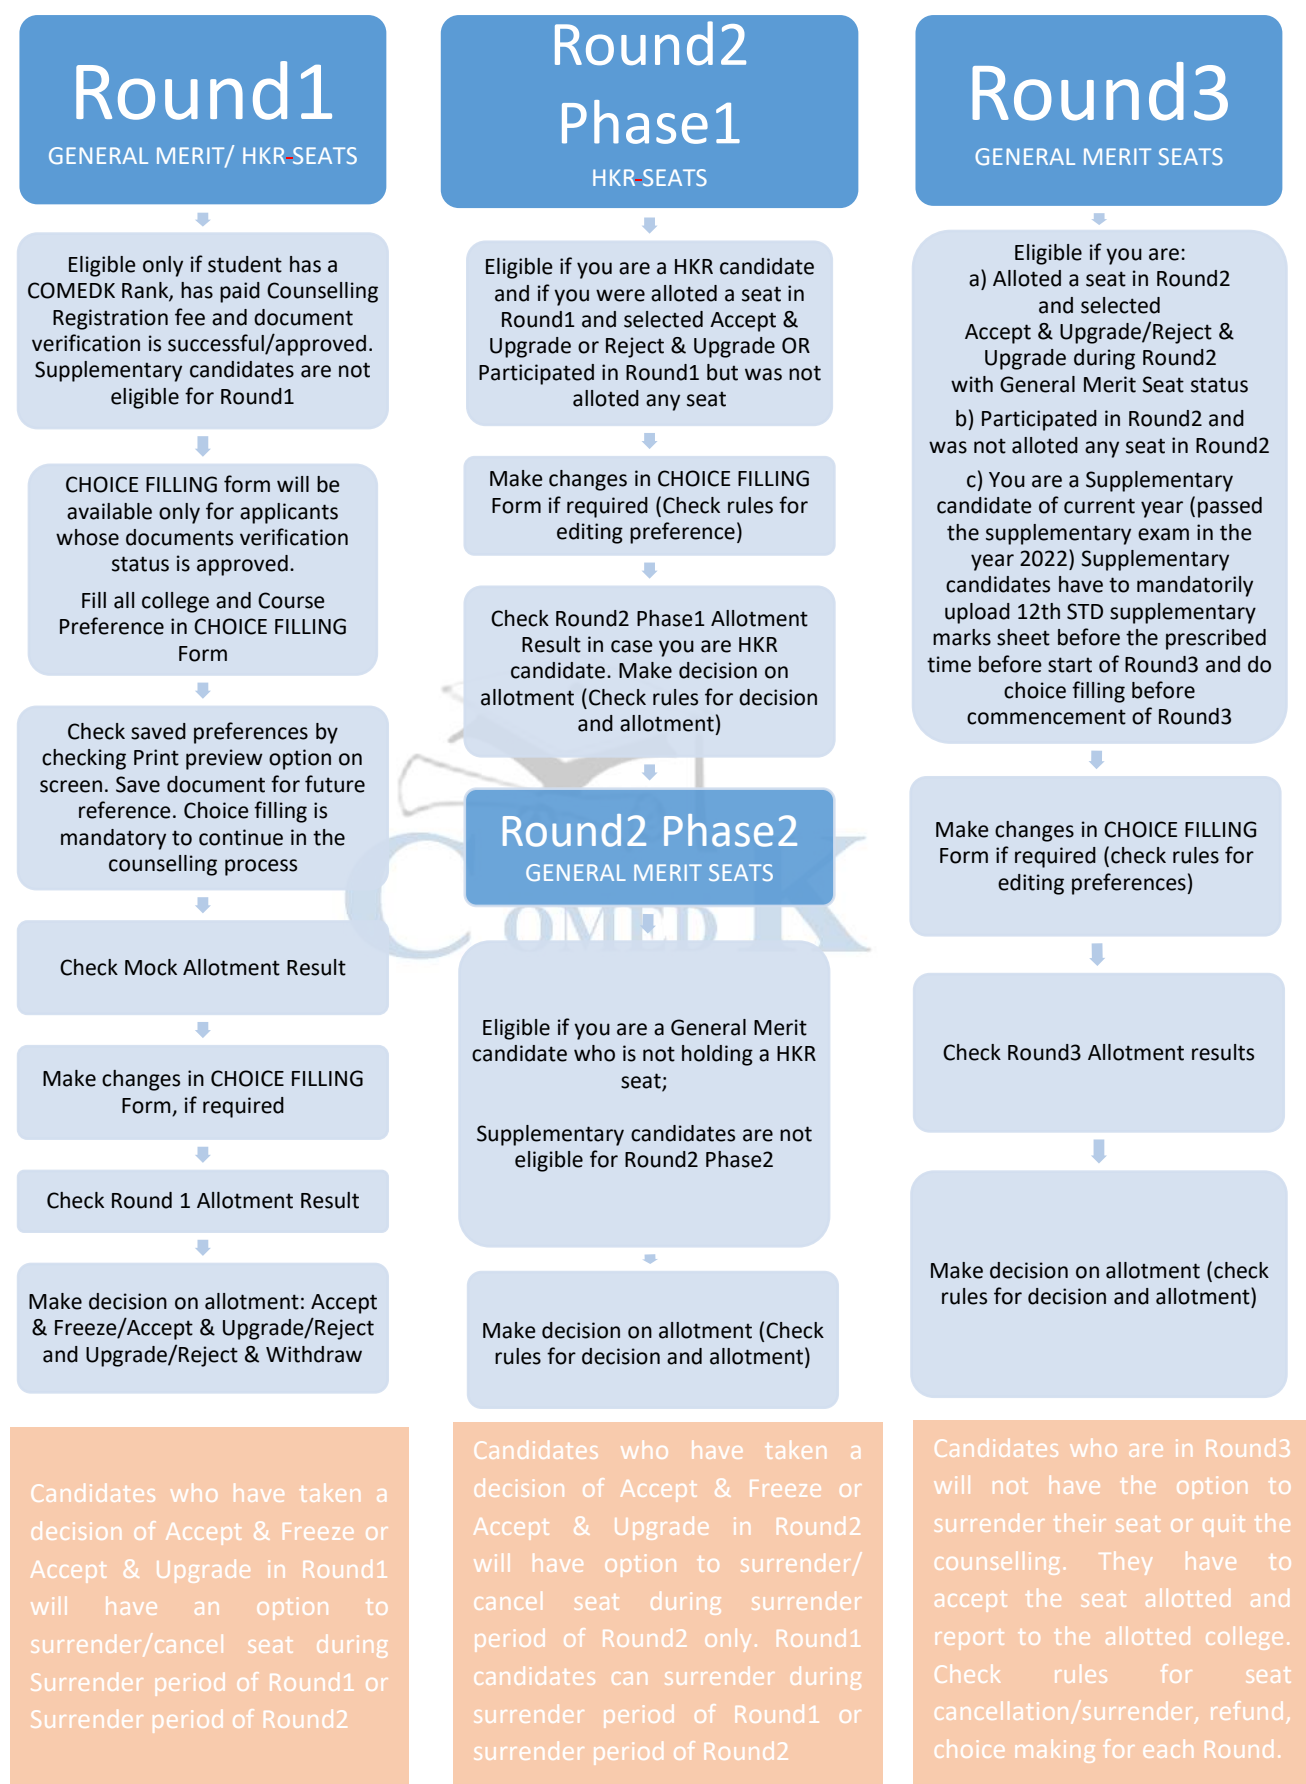 Round1
GENERAL MERIT/ HKR-SEATS
Eligible only if student has a
COMEDK Rank, has paid Counselling
Registration fee and document
verification is successful/approved.
Supplementary candidates are not
eligible for Round1
CHOICE FILLING form will be
available only for applicants
whose documents verification
status is approved.
Fill all college and Course
Preference in CHOICE FILLING
Form
Check saved preferences by
checking Print preview option on
screen. Save document for future
reference. Choice filling is
mandatory to continue in the
counselling process
Check Mock Allotment Result
Make changes in CHOICE FILLING
Form, if required
Check Round 1 Allotment Result
Make decision on allotment: Accept
& Freeze/Accept & Upgrade/Reject
and Upgrade/Reject & Withdraw
Candidates who have taken a
decision of Accept & Freeze or
Accept & Upgrade in Round1
will have an option to
surrender/cancel seat during
Surrender period of Round1 or
Surrender period of Round2
Round2
Phase1
HKR-SEATS
Eligible if you are a HKR candidate
and if you were alloted a seat in
Round1 and selected Accept &
Upgrade or Reject & Upgrade OR
Participated in Round1 but was not
alloted any seat
Make changes in CHOICE FILLING
Form if required (Check rules for
editing preference)
Check Round2 Phase1 Allotment
Result in case you are HKR
candidate. Make decision on
allotment (Check rules for decision
and allotment)
Round2 Phase2
GENERAL MERIT SEATS
Eligible if you are a General Merit
candidate who is not holding a HKR
seat;
Supplementary candidates are not
eligible for Round2 Phase2
Make decision on allotment (Check
rules for decision and allotment)
Candidates who have taken a
decision of Accept & Freeze or
Accept & Upgrade in Round2
will have option to surrender/
cancel seat during surrender
period of Round2 only. Round1
candidates can surrender during
surrender period of Round1 or
surrender period of Round2
Round3
GENERAL MERIT SEATS
Eligible if you are:
a) Alloted a seat in Round2
and selected
Accept & Upgrade/Reject &
Upgrade during Round2
with General Merit Seat status
b) Participated in Round2 and
was not alloted any seat in Round2
c) You are a Supplementary
candidate of current year (passed
the supplementary exam in the
year 2022) Supplementary
candidates have to mandatorily
upload 12th STD supplementary
marks sheet before the prescribed
time before start of Round3 and do
choice filling before
commencement of Round3
Make changes in CHOICE FILLING
Form if required (check rules for
editing preferences)
Check Round3 Allotment results
Make decision on allotment (check
rules for decision and allotment)
Candidates who are in Round3
will not have the option to
surrender their seat or quit the
counselling. They have to
accept the seat allotted and
report to the allotted college.
Check rules for seat
cancellation/surrender, refund,
choice making for each Round.
COMEDK